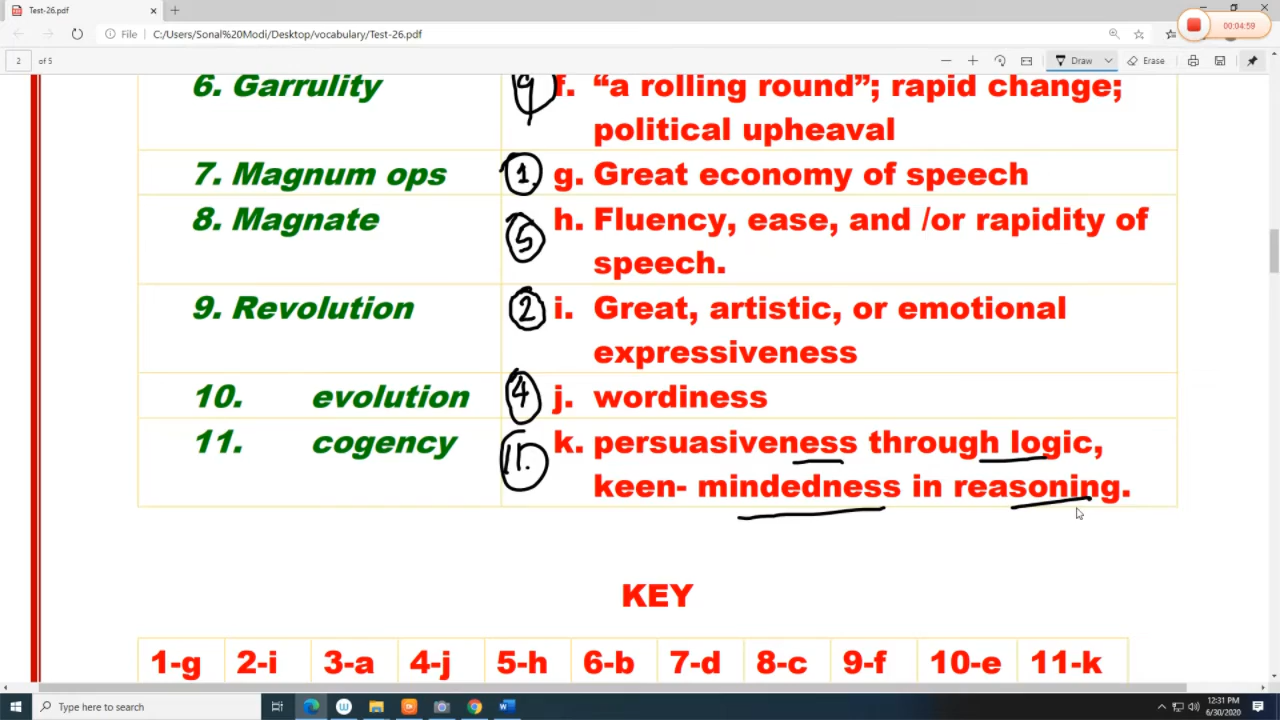 Test-26.pdf
00:04:59
File
C:/Users/Sonal%20Modi/Desktop/vocabulary/Test-26.pdf
2 of 5
Draw
Erase
6. Garrulity
9 f. “a rolling round”; rapid change;
political upheaval
7. Magnum ops
1. g. Great economy of speech
8. Magnate
5 h. Fluency, ease, and /or rapidity of
speech.
9. Revolution
2 i. Great, artistic, or emotional
expressiveness
10. evolution
4 j. wordiness
11. cogency
11. k. persuasiveness through logic,
keen- mindedness in reasoning.
KEY
1-g 2-i 3-a 4-j 5-h 6-b 7-d 8-c 9-f 10-e 11-k
Type here to search
12:31 PM
6/30/2020